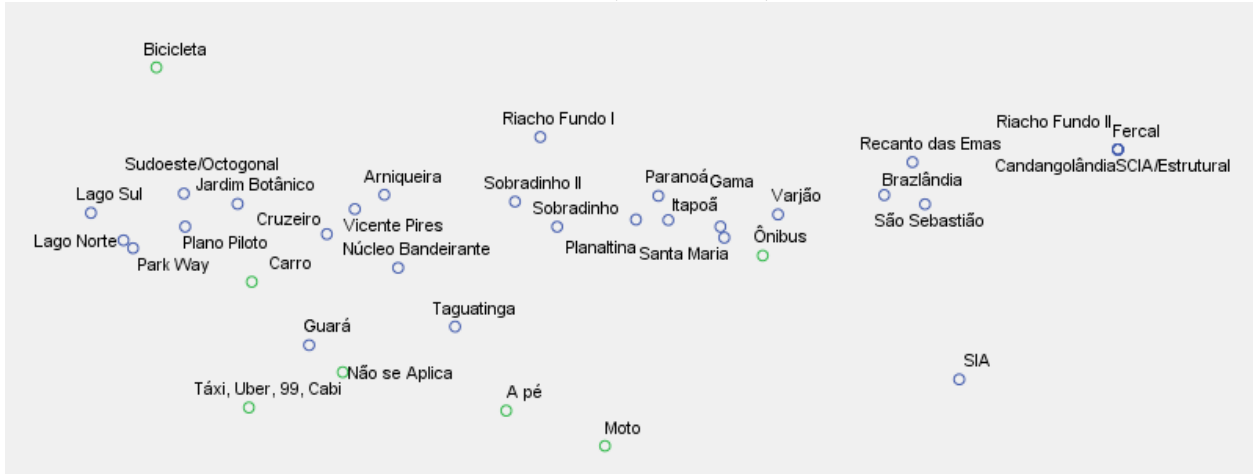 Bicicleta
Riacho Fundo I
Riacho Fundo II
Fercal
Recanto das Emas
CandangolândiaSCIA/Estrutural
Sudoeste/Octogonal
Jardim Botânico
Arniqueira
Sobradinho II
Paranoá
Gama
Varjão
Brazlândia
Lago Sul
Cruzeiro
Vicente Pires
Sobradinho
Itapoã
São Sebastião
Lago Norte
Plano Piloto
Park Way
Núcleo Bandeirante
Planaltina
Santa Maria
Ônibus
Carro
Taguatinga
Guará
SIA
Não se Aplica
Táxi, Uber, 99, Cabi
A pé
Moto